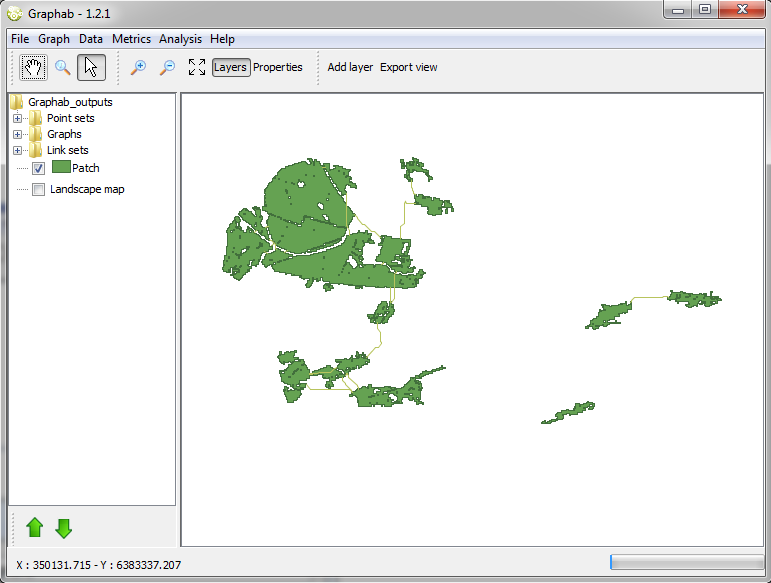 Graphab - 1.2.1
File Graph Data Metrics Analysis Help
Layers Properties Add layer Export view
Graphab_outputs
Point sets
Graphs
Link sets
Patch
Landscape map
X : 350131.715 - Y : 6383337.207